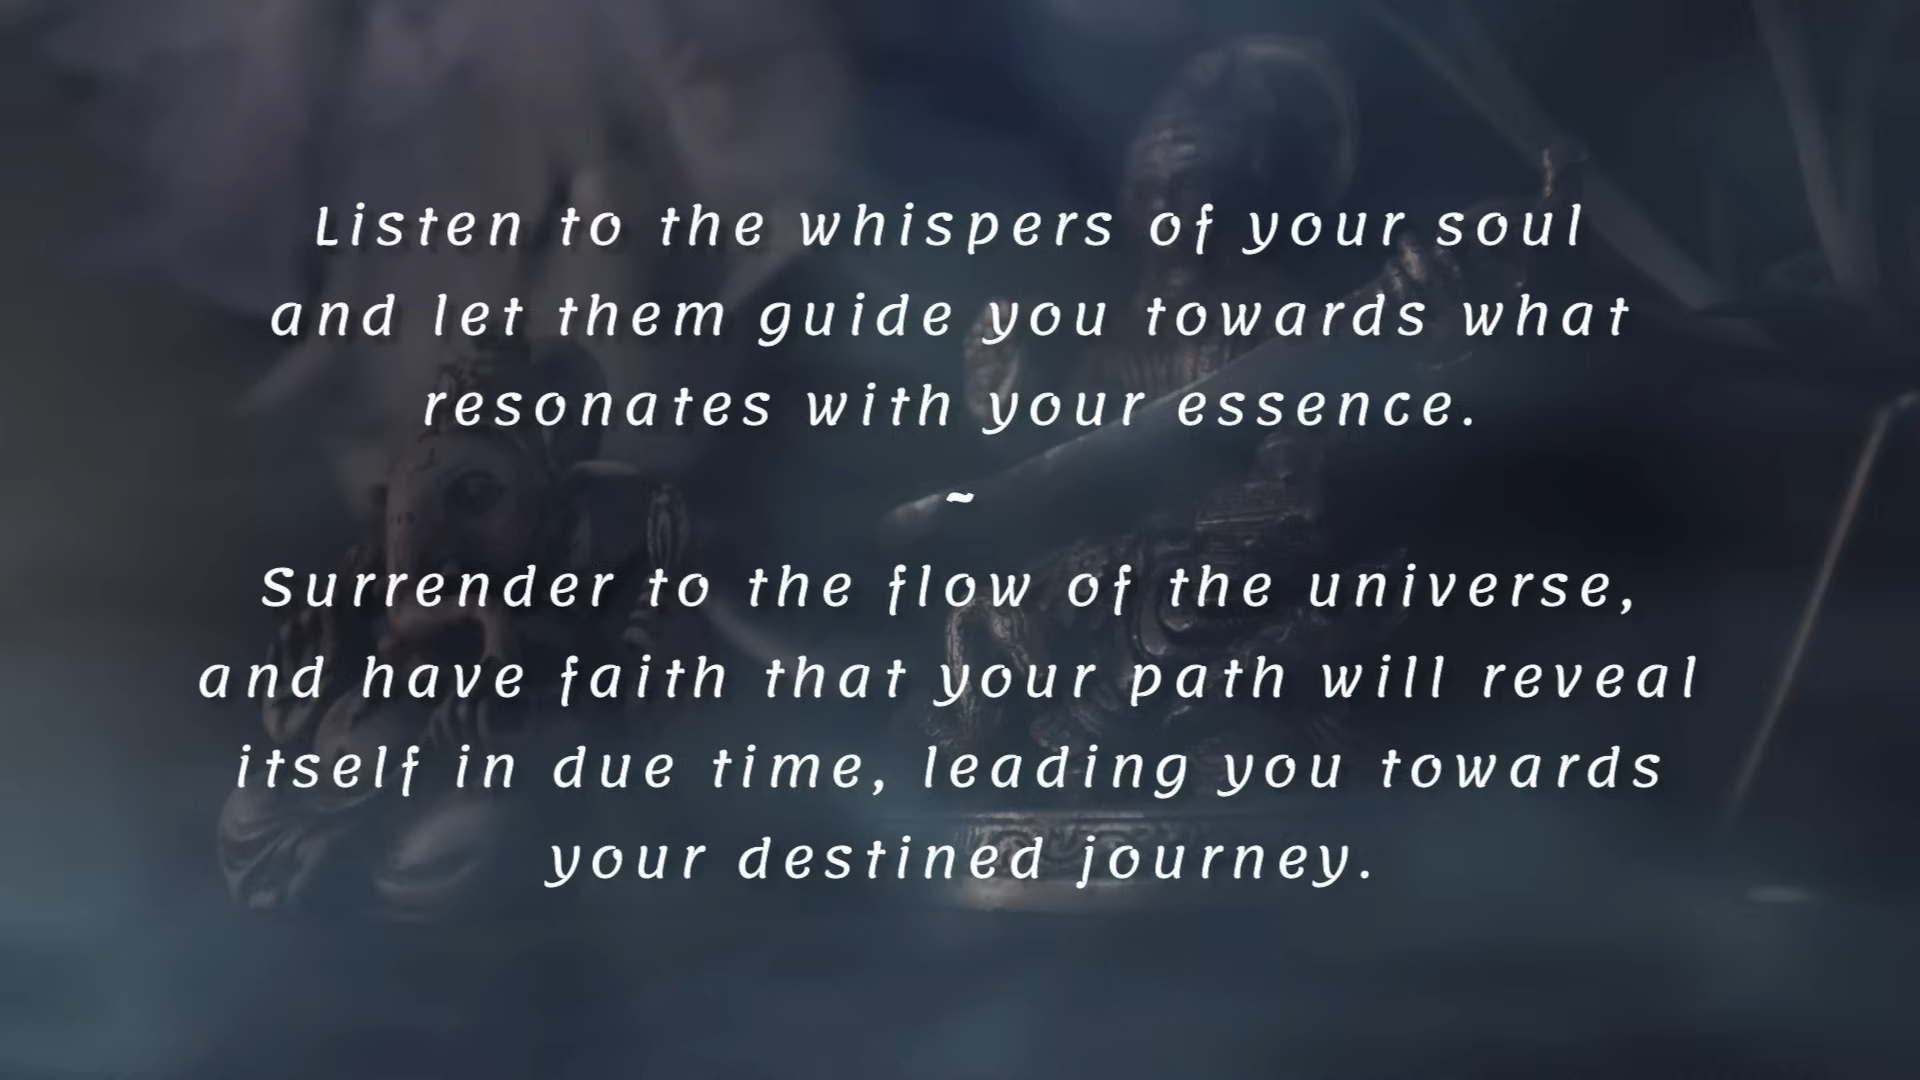 Listen to the whispers of your soul
and let them guide you towards what
resonates with your essence.
~
Surrender to the flow of the universe,
and have faith that your path will reveal
itself in due time, leading you towards
your destined journey.